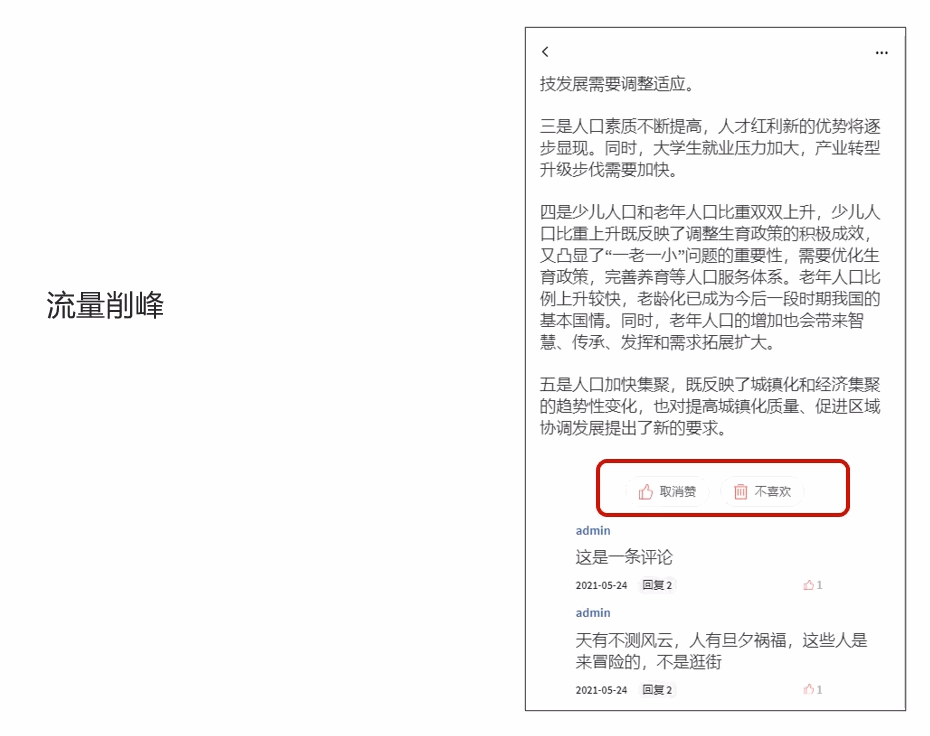 流量削峰
技发展需要调整适应。
三是人口素质不断提高，人才红利新的优势将逐
步显现。同时，大学生就业压力加大，产业转型
升级步伐需要加快。
四是少儿人口和老年人口比重双双上升，少儿人
口比重上升既反映了调整生育政策的积极成效，
又凸显了“一老一小”问题的重要性，需要优化生
育政策，完善养育等人口服务体系。老年人口比
例上升较快，老龄化已成为今后一段时期我国的
基本国情。同时，老年人口的增加也会带来智
慧、传承、发挥和需求拓展扩大。
五是人口加快集聚，既反映了城镇化和经济集聚
的趋势性变化，也对提高城镇化质量、促进区域
协调发展提出了新的要求。
取消赞 不喜欢
admin
这是一条评论
2021-05-24 回复 2 1
admin
天有不测风云，人有旦夕祸福，这些人是
来冒险的，不是逛街
2021-05-24 回复 2 1